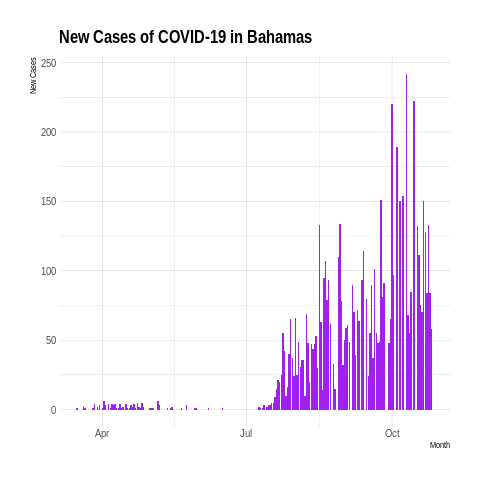 New Cases of COVID-19 in Bahamas
New Cases
250
200
150
100
50
0
Apr
Jul
Oct
Month